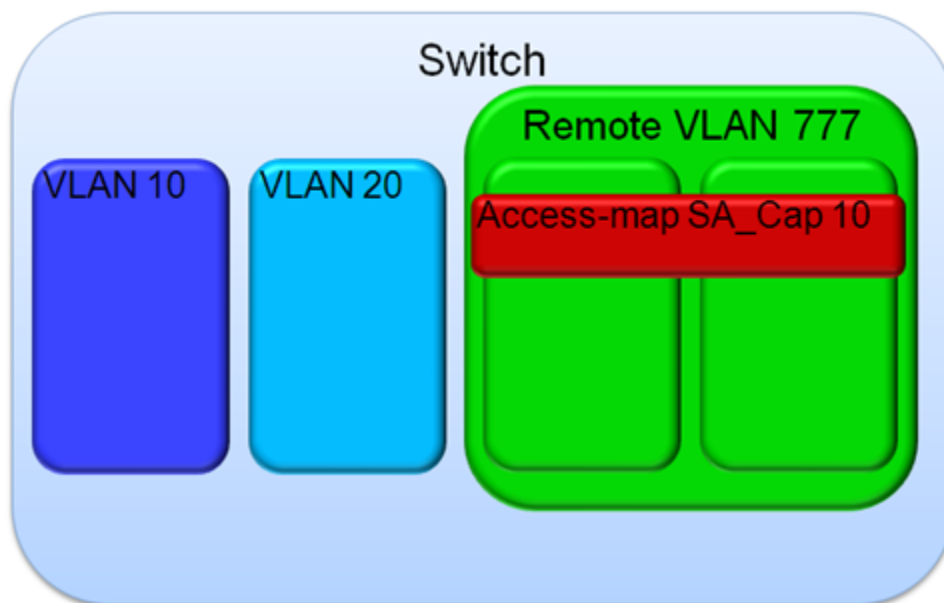 Switch
Remote VLAN 777
VLAN 10
VLAN 20
Access-map SA_Cap 10